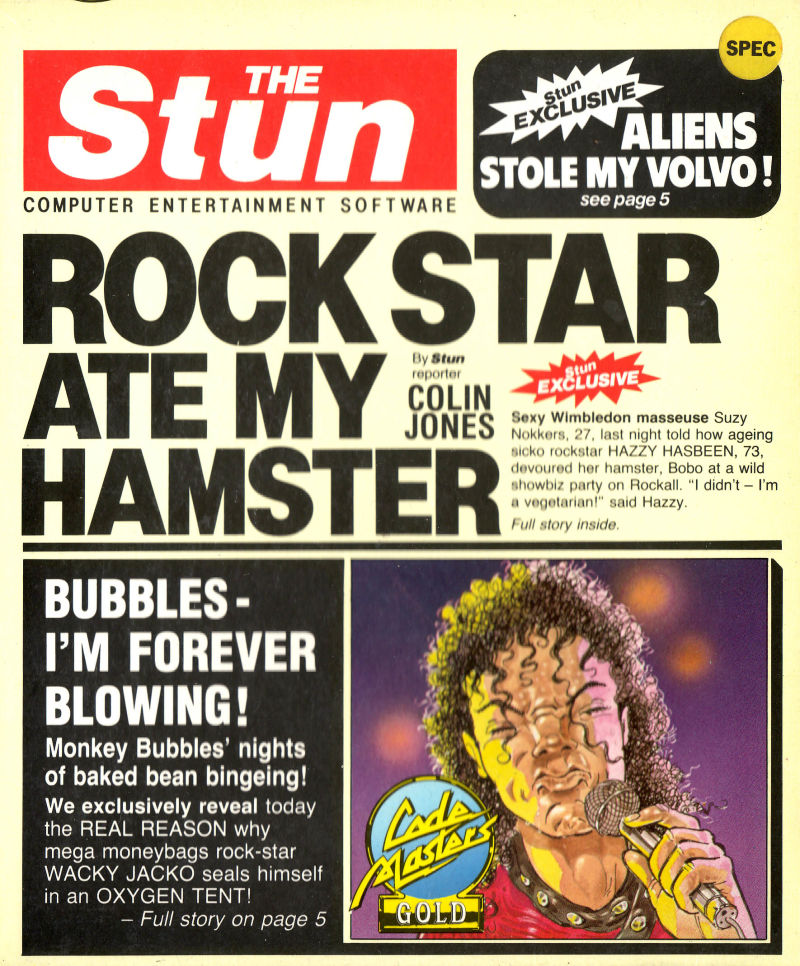 SPEC
THE
Stun
COMPUTER ENTERTAINMENT SOFTWARE
Stun
EXCLUSIVE
ALIENS
STOLE MY VOLVO!
see page 5
ROCK STAR
ATE MY
HAMSTER
By Stun
reporter
COLIN
JONES
Stun
EXCLUSIVE
Sexy Wimbledon masseuse Suzy
Nokkers, 27, last night told how ageing
sicko rockstar HAZZY HASBEEN, 73,
devoured her hamster, Bobo at a wild
showbiz party on Rockall. "I didn't – I'm
a vegetarian!" said Hazzy.
Full story inside.
BUBBLES -
I'M FOREVER
BLOWING!
Monkey Bubbles' nights
of baked bean bingeing!
We exclusively reveal today
the REAL REASON why
mega moneybags rock-star
WACKY JACKO seals himself
in an OXYGEN TENT!
– Full story on page 5
Code
Masters
GOLD